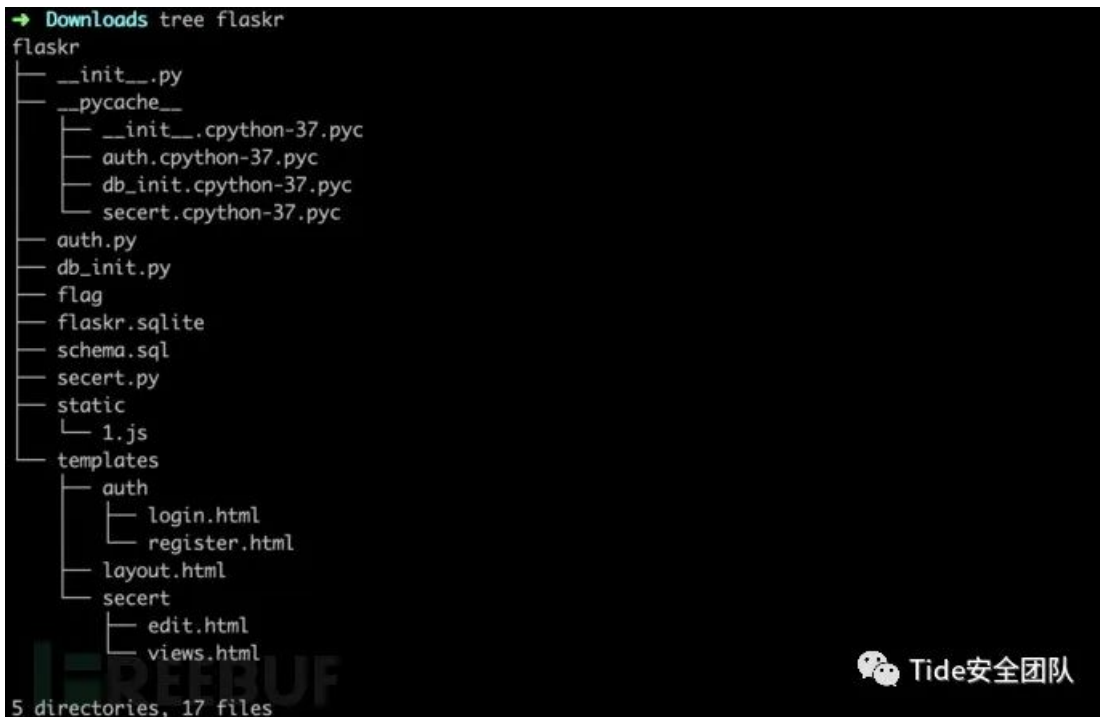 ➜ Downloads tree flaskr
flaskr
├── __init__.py
├── __pycache__
│   ├── __init__.cpython-37.pyc
│   ├── auth.cpython-37.pyc
│   ├── db_init.cpython-37.pyc
│   └── secert.cpython-37.pyc
├── auth.py
├── db_init.py
├── flag
├── flaskr.sqlite
├── schema.sql
├── secert.py
├── static
│   └── 1.js
└── templates
    ├── auth
    │   ├── login.html
    │   └── register.html
    ├── layout.html
    └── secert
        ├── edit.html
        └── views.html
REEBUF
Tide安全团队
5 directories, 17 files